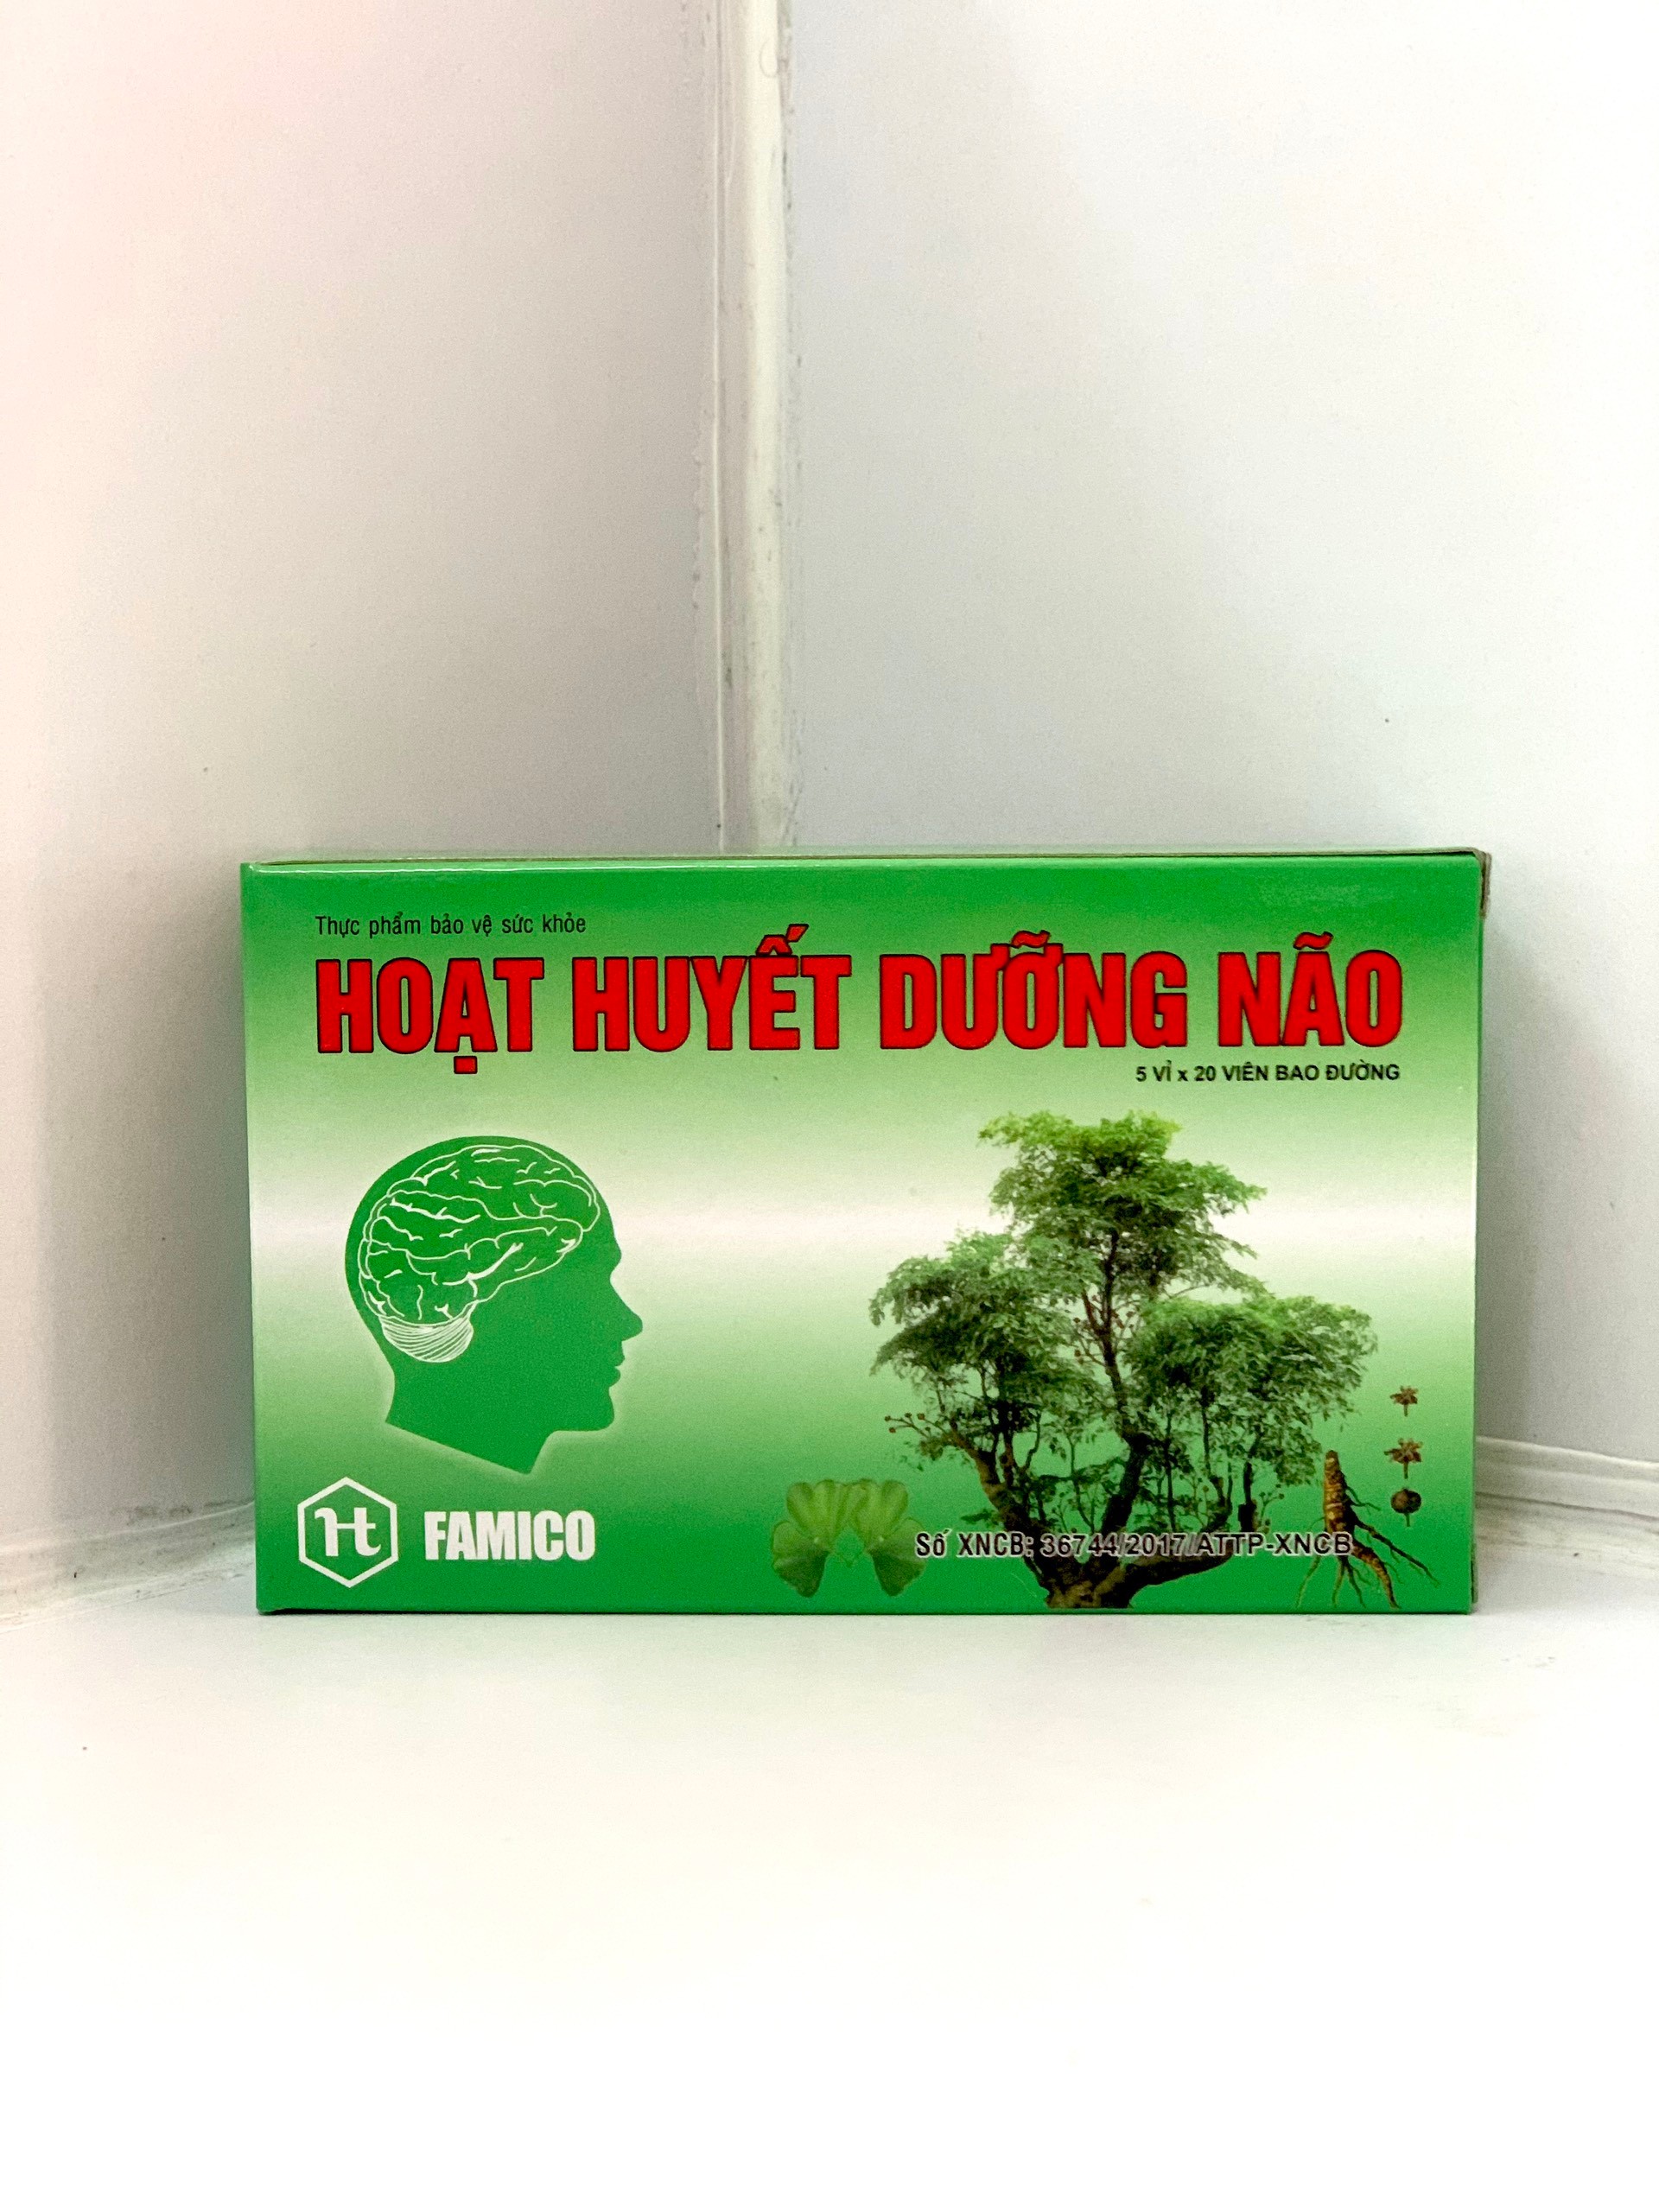 Thực phẩm bảo vệ sức khỏe
HOẠT HUYẾT DƯỠNG NÃO
5 VỈ x 20 VIÊN BAO ĐƯỜNG
Ht FAMICO
Số XNCB: 36744/2017/ATTP-XNCB